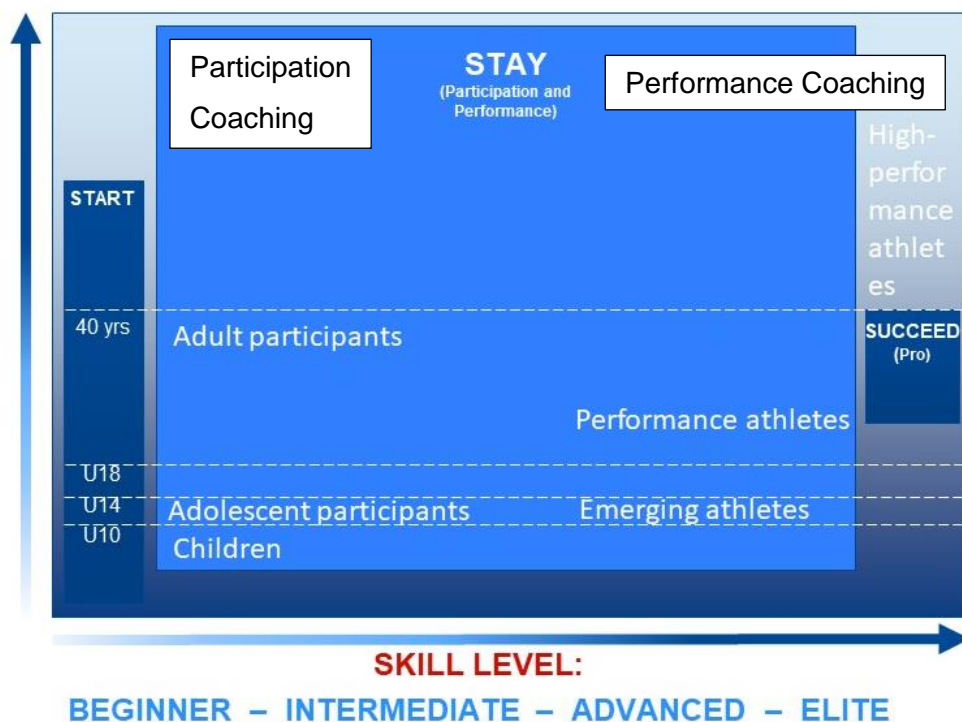 Participation
Coaching
STAY
(Participation and
Performance)
Performance Coaching
High-
perfor
mance
athlet
es
START
40 yrs
Adult participants
SUCCEED
(Pro)
Performance athletes
U18
U14
Adolescent participants
Emerging athletes
U10
Children
SKILL LEVEL:
BEGINNER – INTERMEDIATE – ADVANCED – ELITE